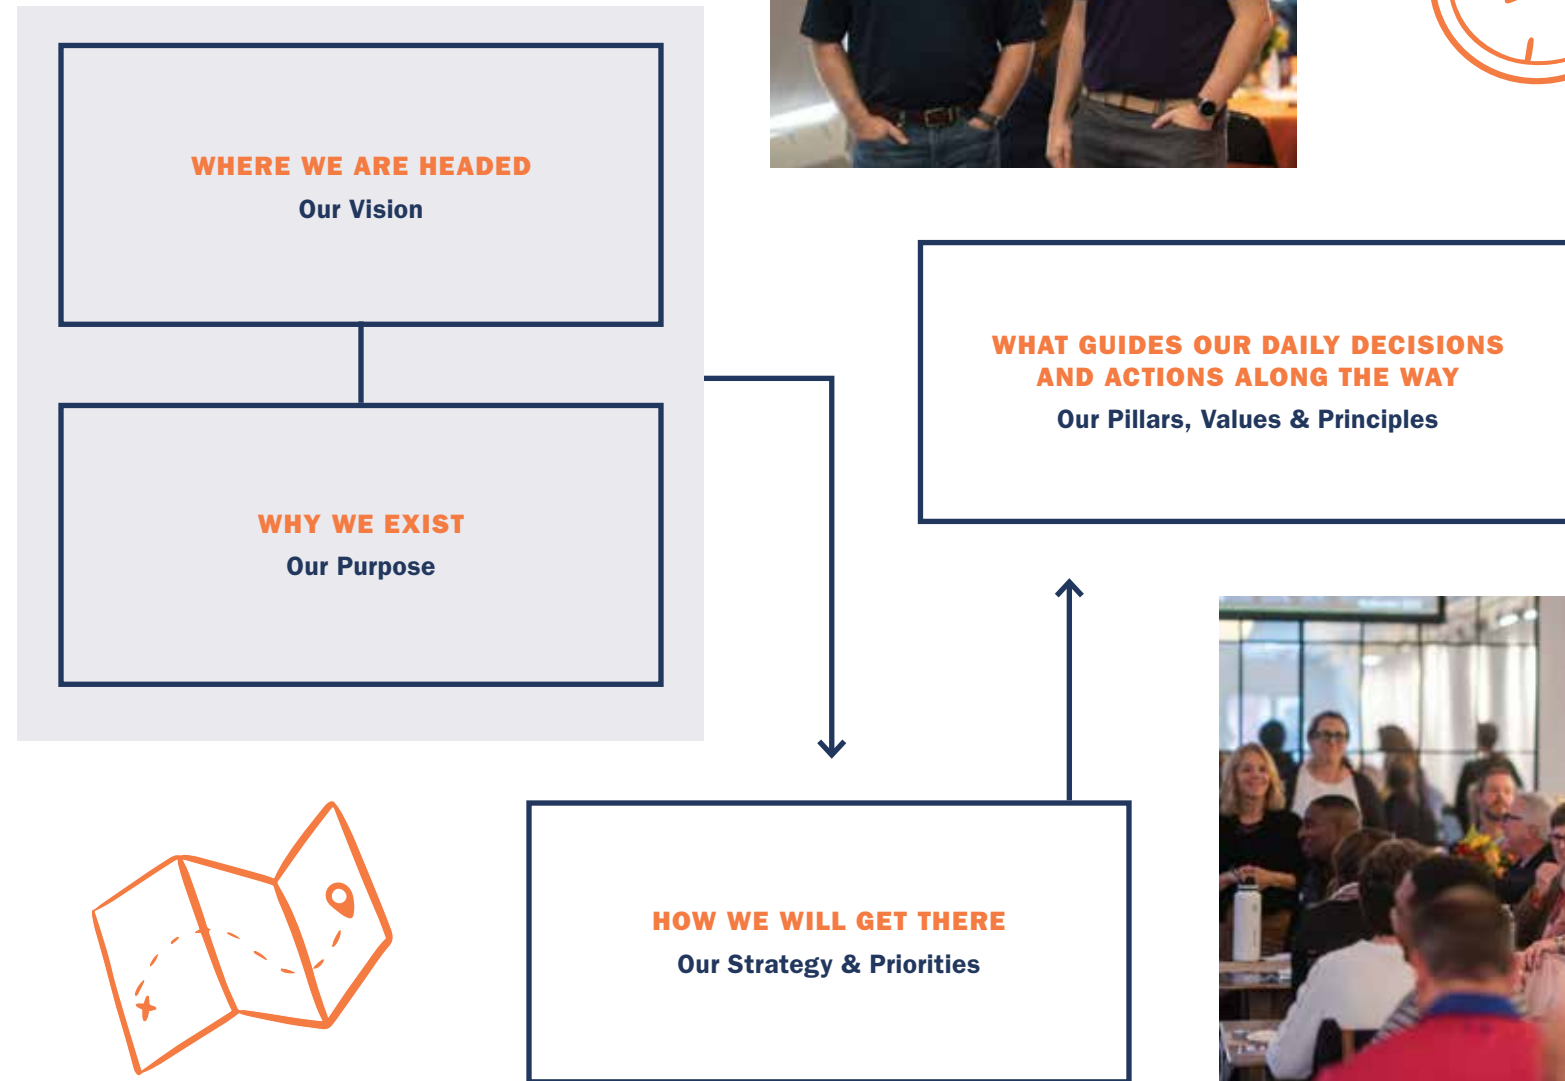 WHERE WE ARE HEADED
Our Vision
WHY WE EXIST
Our Purpose
WHAT GUIDES OUR DAILY DECISIONS
AND ACTIONS ALONG THE WAY
Our Pillars, Values & Principles
HOW WE WILL GET THERE
Our Strategy & Priorities